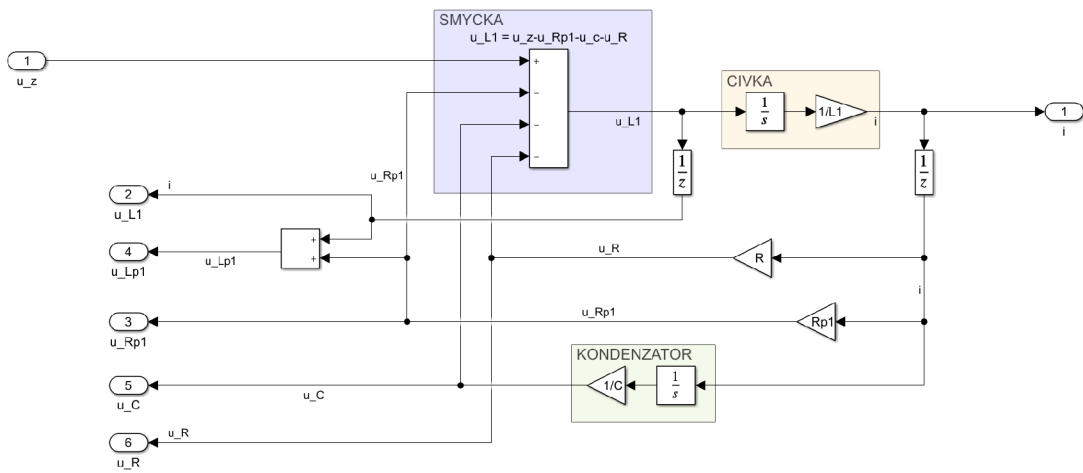 SMYCKA
u_L1 = u_z-u_Rp1-u_c-u_R
1
u_z
+
−
−
−
u_L1
CIVKA
1
s
1/L1
i
1
i
1
z
1
z
u_Rp1
2
i
u_L1
+
+
4
u_Lp1
u_Lp1
u_R
R
i
3
u_Rp1
u_Rp1
Rp1
KONDENZATOR
1/C
1
s
5
u_C
u_C
6
u_R
u_R